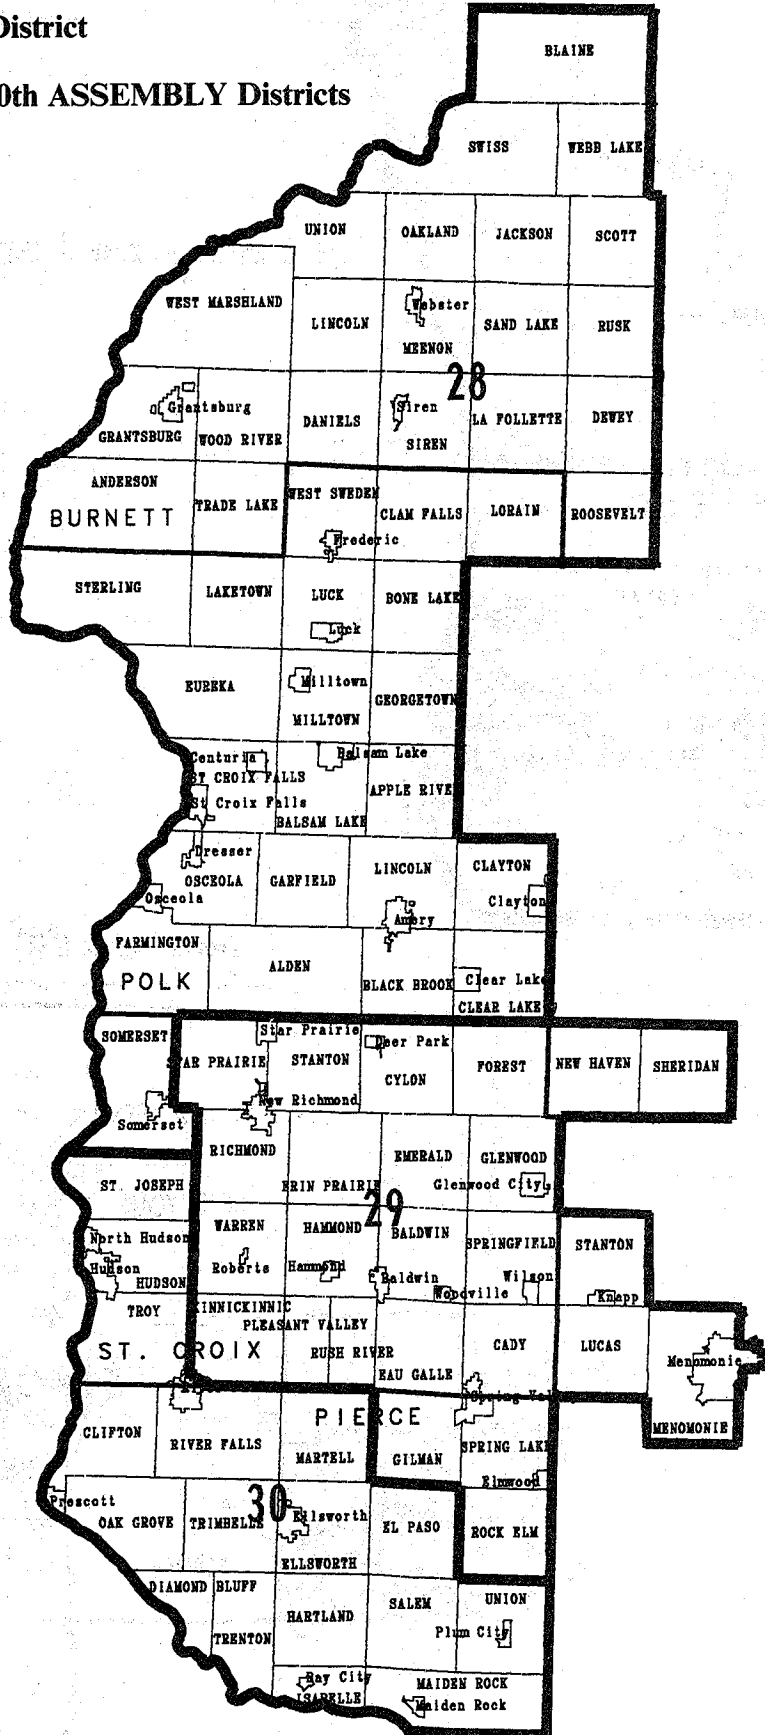 District
0th ASSEMBLY Districts
BLAINE
SWISS
WEBB LAKE
UNION
OAKLAND
JACKSON
SCOTT
WEST MARSHLAND
LINCOLN
Webster
MEENON
SAND LAKE
RUSK
28
Grantsburg
GRANTSBURG
WOOD RIVER
DANIELS
Siren
SIREN
LA FOLLETTE
DEWEY
ANDERSON
BURNETT
TRADE LAKE
WEST SWEDEN
Frederic
CLAM FALLS
LORAIN
ROOSEVELT
STERLING
LAKETOWN
LUCK
Luck
BONE LAKE
EUREKA
Milltown
MILLTOWN
GEORGETOWN
Centuria
ST CROIX FALLS
St Croix Falls
Balsam Lake
BALSAM LAKE
APPLE RIVE
Dresser
OSCEOLA
Osceola
GARFIELD
LINCOLN
Amery
CLAYTON
Clayton
FARMINGTON
POLK
ALDEN
BLACK BROOK
Clear Lake
CLEAR LAKE
SOMERSET
Somerset
STAR PRAIRIE
Star Prairie
New Richmond
STANTON
Deer Park
CYLON
FOREST
NEW HAVEN
SHERIDAN
ST. JOSEPH
RICHMOND
ERIN PRAIRIE
EMERALD
GLENWOOD
Glenwood City
29
North Hudson
Hudson
HUDSON
WARREN
Roberts
HAMMOND
Hammond
BALDWIN
Baldwin
Woodville
SPRINGFIELD
Wilson
STANTON
Knapp
TROY
ST. CROIX
KINNICKINNIC
PLEASANT VALLEY
RUSH RIVER
EAU GALLE
CADY
LUCAS
Menomonie
MENOMONIE
CLIFTON
RIVER FALLS
PIERCE
MARTELL
GILMAN
SPRING LAKE
Elmwood
Prescott
OAK GROVE
TRIMBELLE
30
Ellsworth
ELLSWORTH
EL PASO
ROCK ELM
DIAMOND BLUFF
TRENTON
HARTLAND
SALEM
UNION
Plum City
Bay City
ISABELLE
MAIDEN ROCK
Maiden Rock